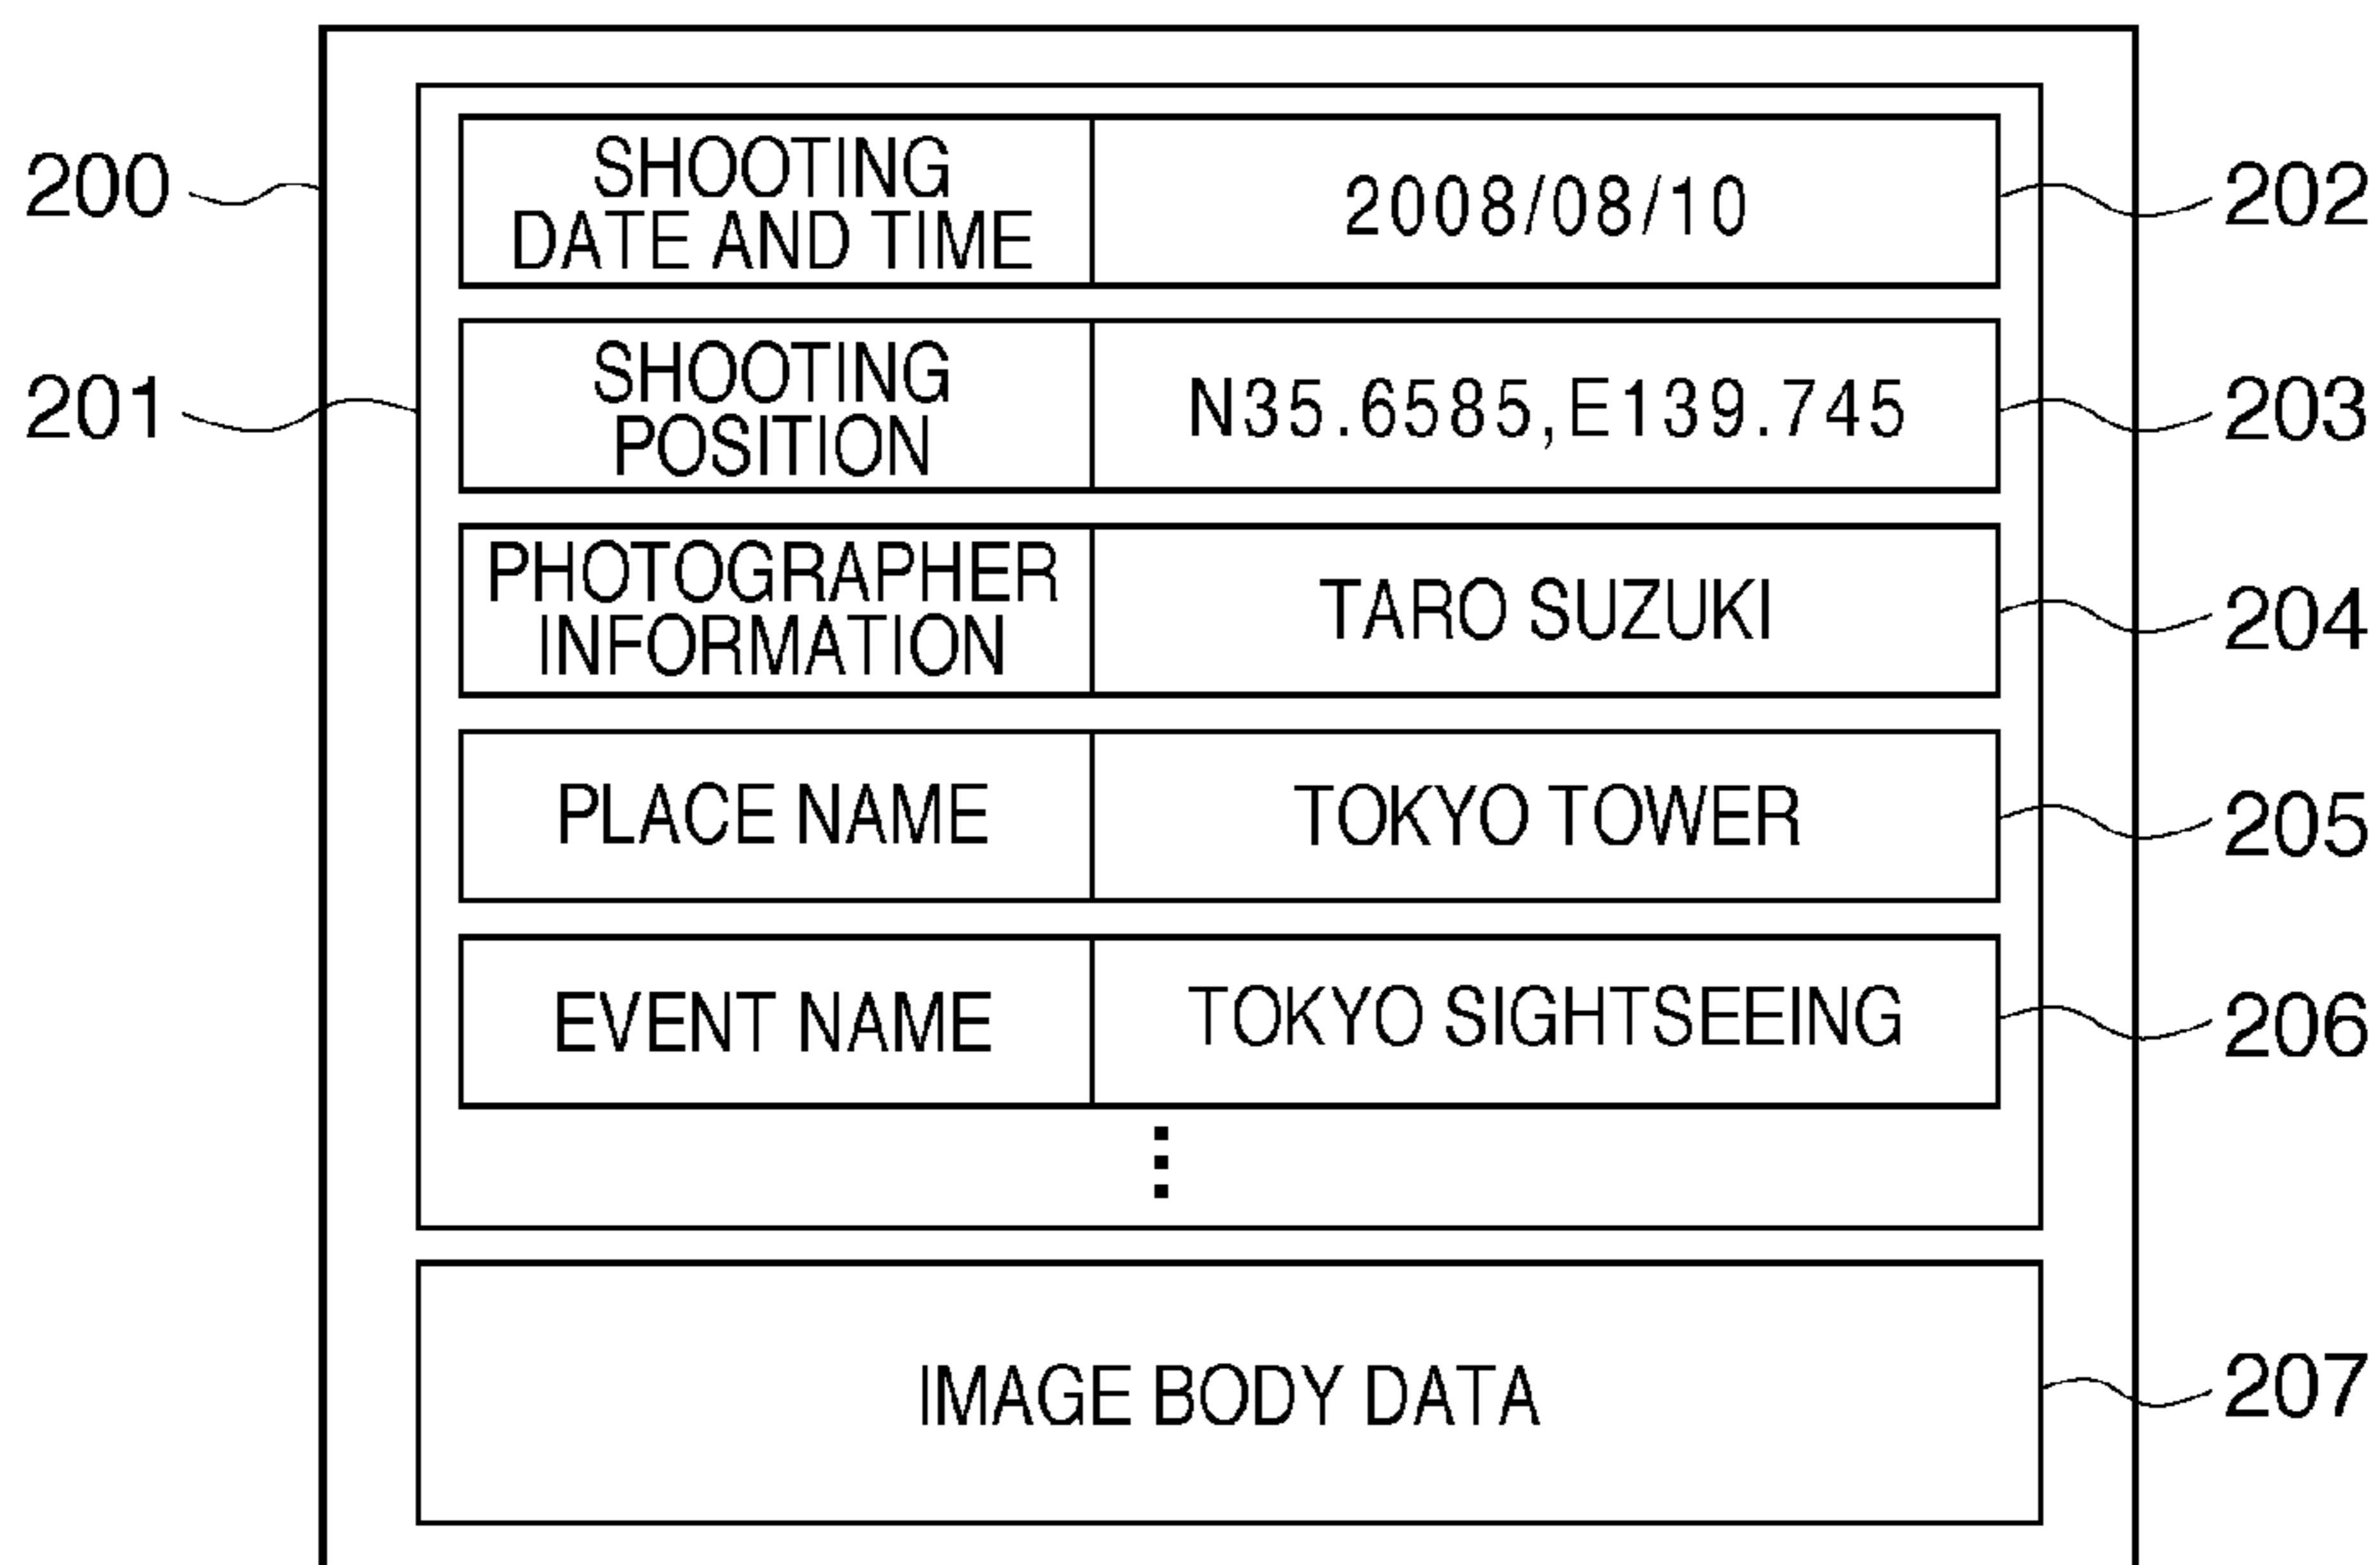 200
SHOOTING
DATE AND TIME
2008/08/10
202
201
SHOOTING
POSITION
N35.6585,E139.745
203
PHOTOGRAPHER
INFORMATION
TARO SUZUKI
204
PLACE NAME
TOKYO TOWER
205
EVENT NAME
TOKYO SIGHTSEEING
206
IMAGE BODY DATA
207